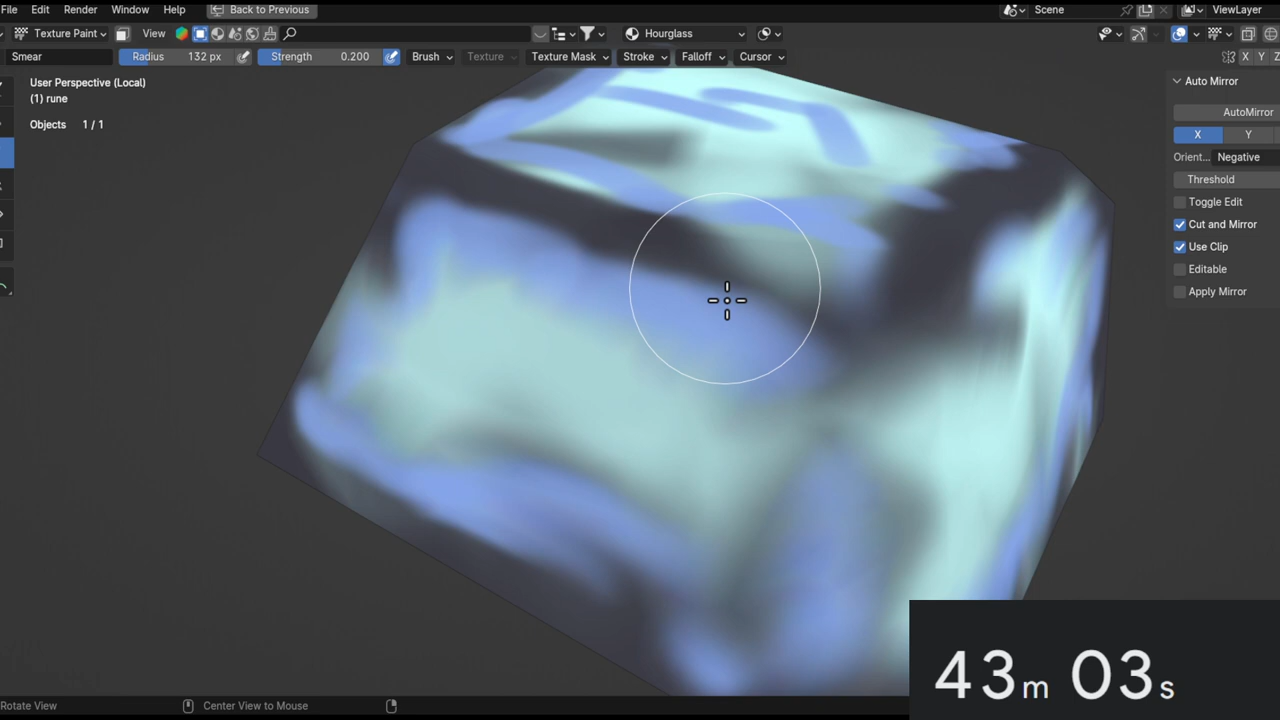 File Edit Render Window Help Back to Previous Scene ViewLayer
Texture Paint View Hourglass
Smear Radius 132 px Strength 0.200 Brush Texture Texture Mask Stroke Falloff Cursor X Y Z
User Perspective (Local)
(1) rune
Objects 1 / 1
Auto Mirror
AutoMirror
X Y
Orient... Negative
Threshold
Toggle Edit
Cut and Mirror
Use Clip
Editable
Apply Mirror
43m 03s
Rotate View Center View to Mouse